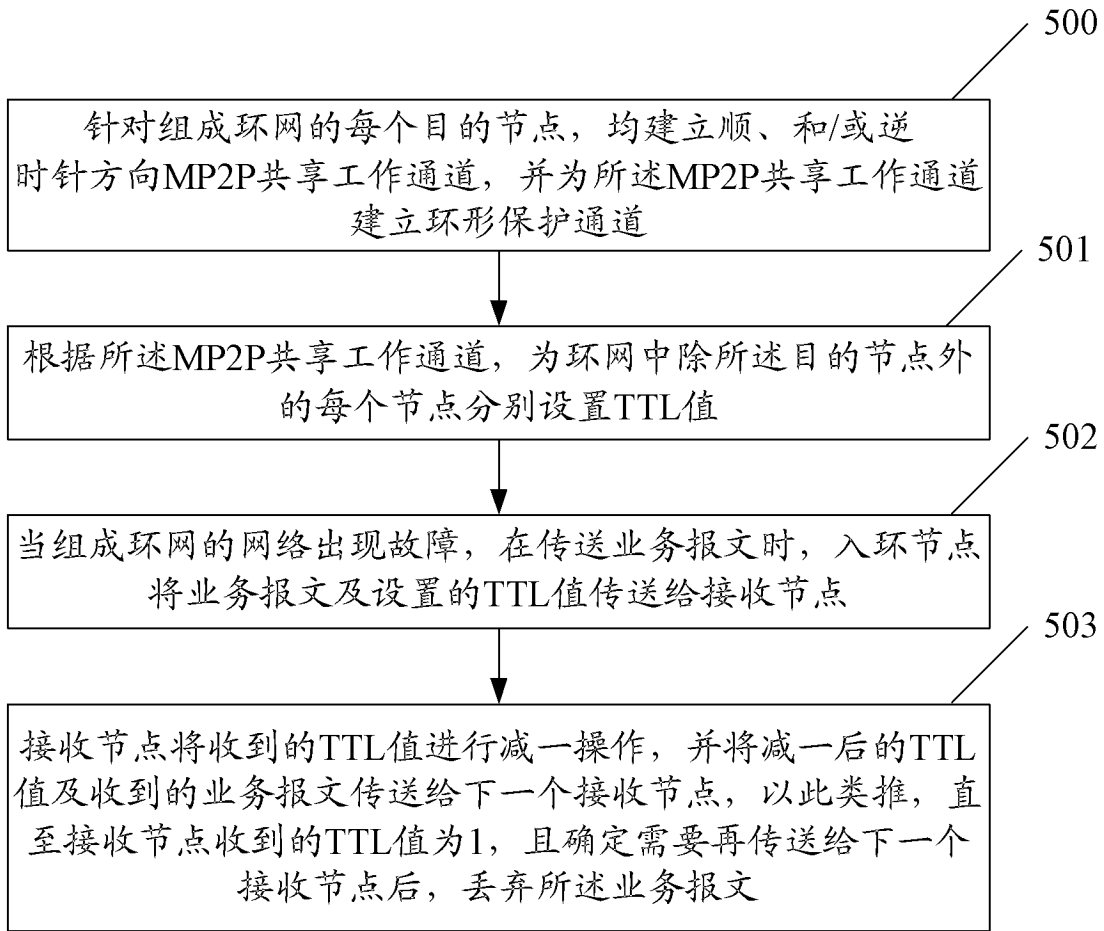 500
针对组成环网的每个目的节点，均建立顺、和/或逆
时针方向MP2P共享工作通道，并为所述MP2P共享工作通道
建立环形保护通道
501
根据所述MP2P共享工作通道，为环网中除所述目的节点外
的每个节点分别设置TTL值
502
当组成环网的网络出现故障，在传送业务报文时，入环节点
将业务报文及设置的TTL值传送给接收节点
503
接收节点将收到的TTL值进行减一操作，并将减一后的TTL
值及收到的业务报文传送给下一个接收节点，以此类推，直
至接收节点收到的TTL值为1，且确定需要再传送给下一个
接收节点后，丢弃所述业务报文